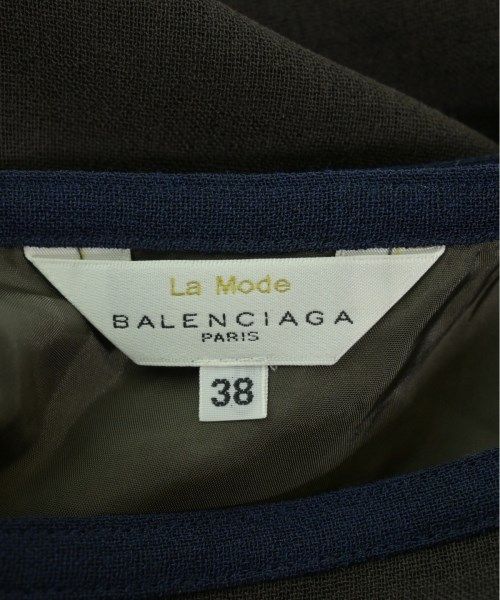 La Mode
BALENCIAGA
PARIS
38